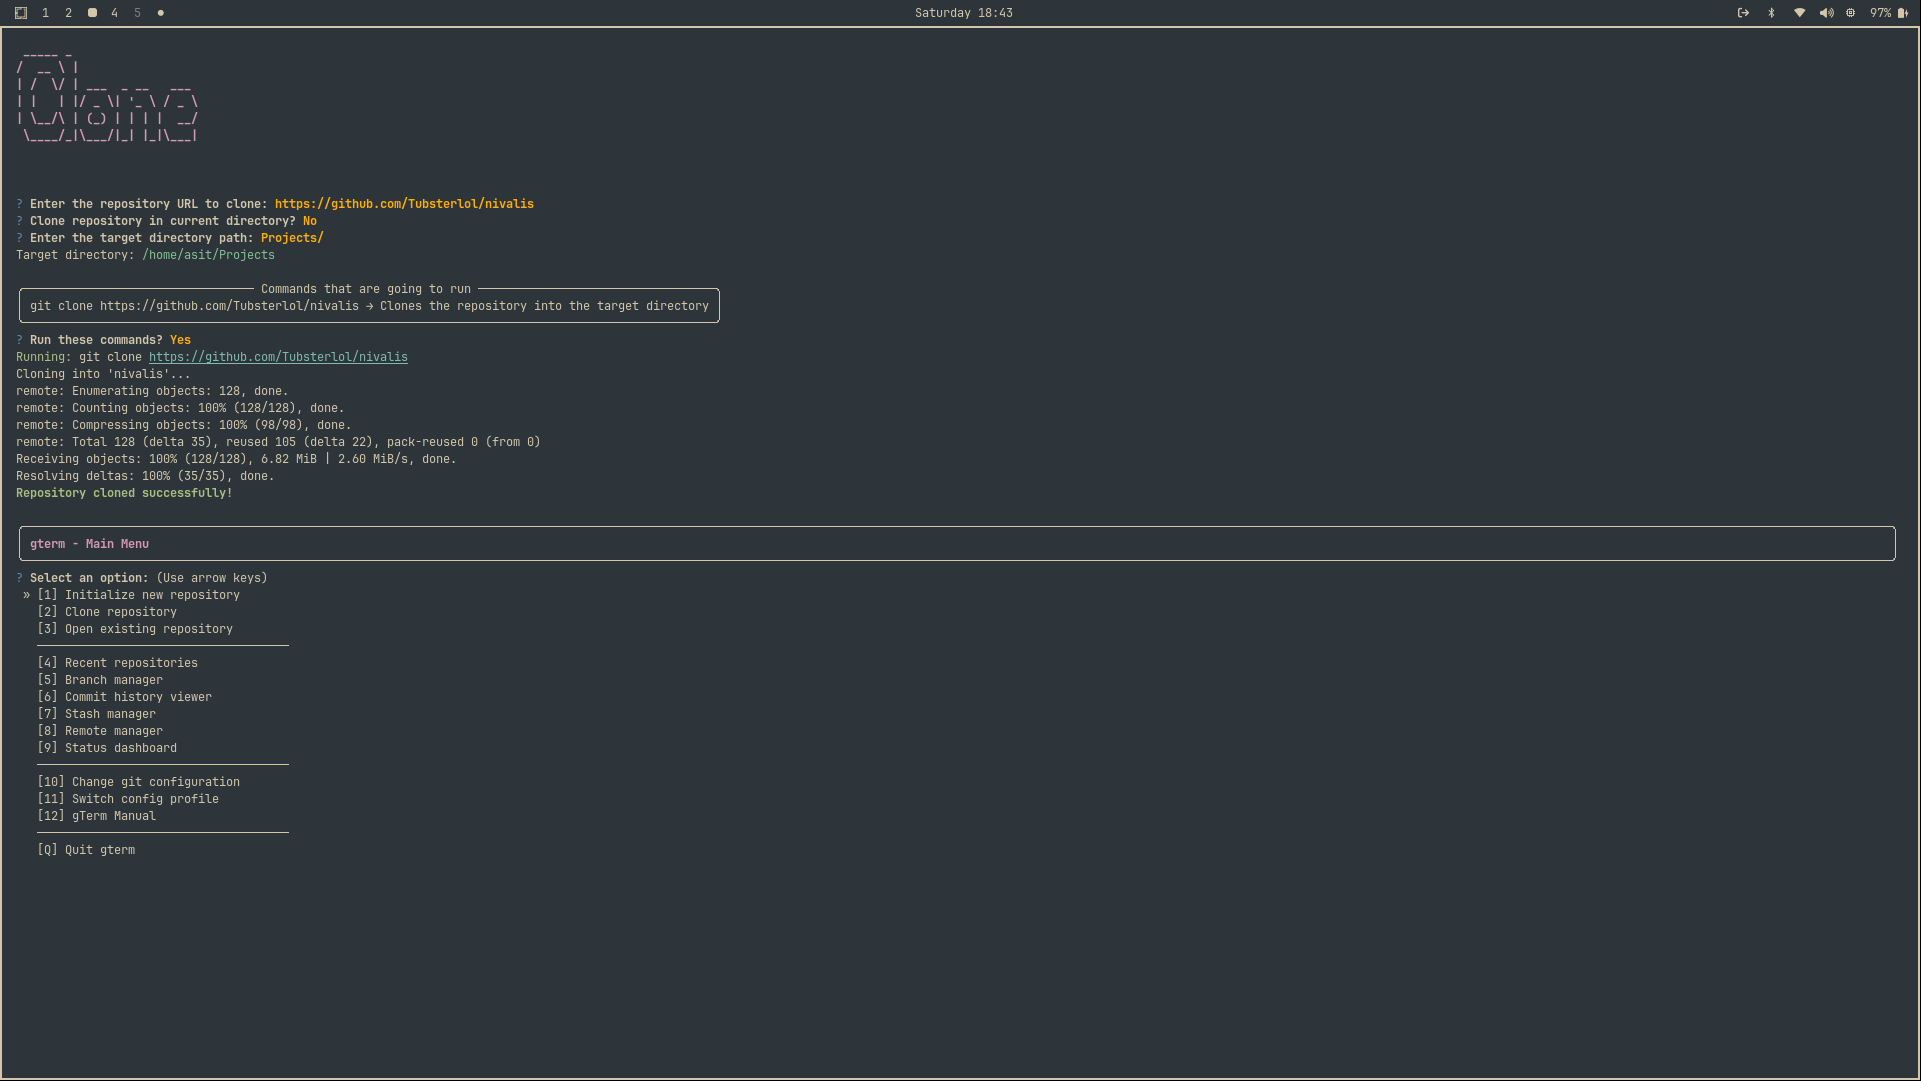 1 2 4 5 Saturday 18:43 97%
 _____ _
/  __ \ |
| /  \/ | ___  _ __   ___
| |   | |/ _ \| '_ \ / _ \
| \__/\ | (_) | | | |  __/
 \____/_|\___/|_| |_|\___|
? Enter the repository URL to clone: https://github.com/Tubsterlol/nivalis
? Clone repository in current directory? No
? Enter the target directory path: Projects/
Target directory: /home/asit/Projects
Commands that are going to run
git clone https://github.com/Tubsterlol/nivalis → Clones the repository into the target directory
? Run these commands? Yes
Running: git clone https://github.com/Tubsterlol/nivalis
Cloning into 'nivalis'...
remote: Enumerating objects: 128, done.
remote: Counting objects: 100% (128/128), done.
remote: Compressing objects: 100% (98/98), done.
remote: Total 128 (delta 35), reused 105 (delta 22), pack-reused 0 (from 0)
Receiving objects: 100% (128/128), 6.82 MiB | 2.60 MiB/s, done.
Resolving deltas: 100% (35/35), done.
Repository cloned successfully!
gterm - Main Menu
? Select an option: (Use arrow keys)
» [1] Initialize new repository
[2] Clone repository
[3] Open existing repository
[4] Recent repositories
[5] Branch manager
[6] Commit history viewer
[7] Stash manager
[8] Remote manager
[9] Status dashboard
[10] Change git configuration
[11] Switch config profile
[12] gTerm Manual
[Q] Quit gterm